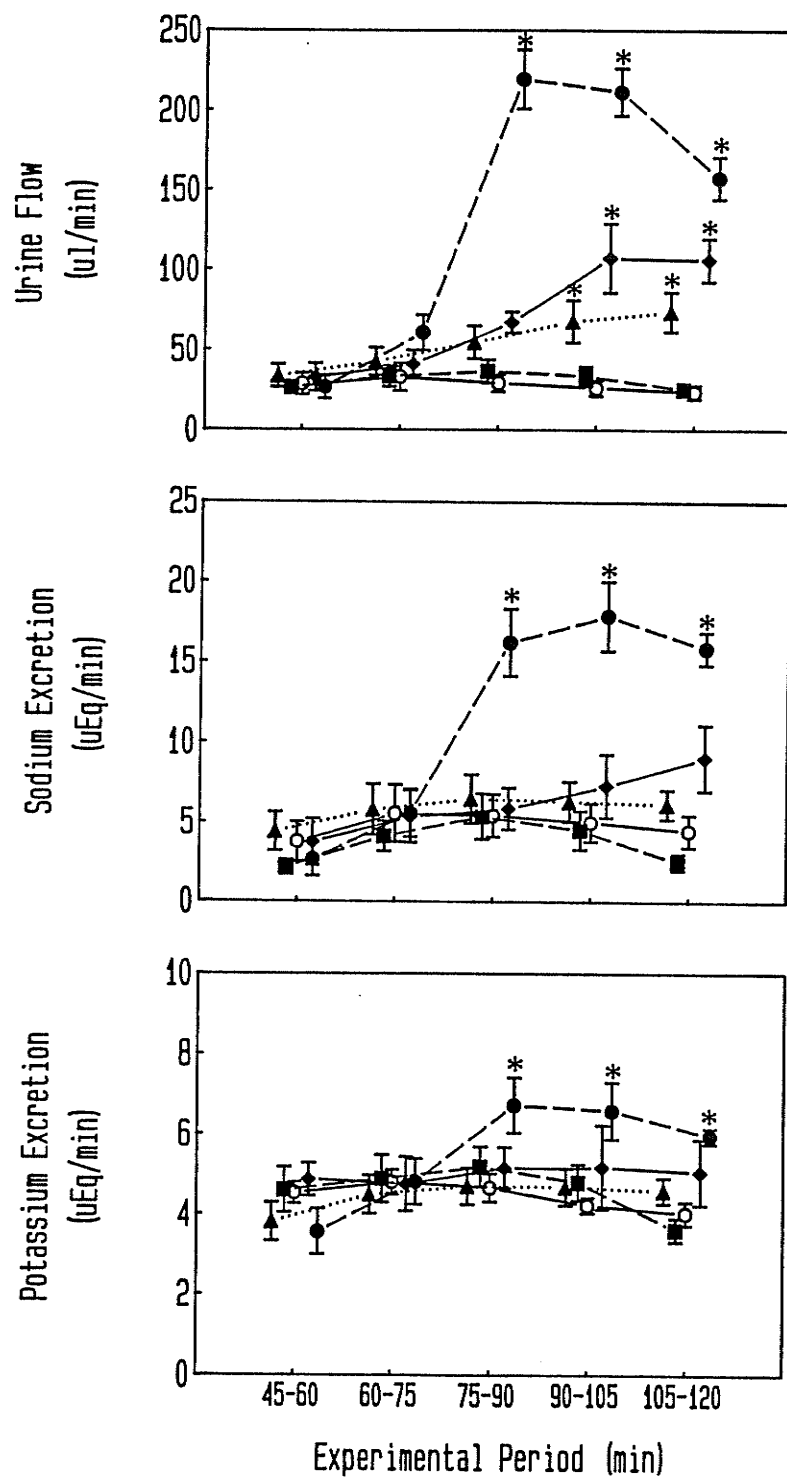 Urine Flow
(ul/min)
250
200
150
100
50
0
* * *
* *
* *
Sodium Excretion
(uEq/min)
25
20
15
10
5
0
* * *
Potassium Excretion
(uEq/min)
10
8
6
4
2
0
* * *
45-60 60-75 75-90 90-105 105-120
Experimental Period (min)